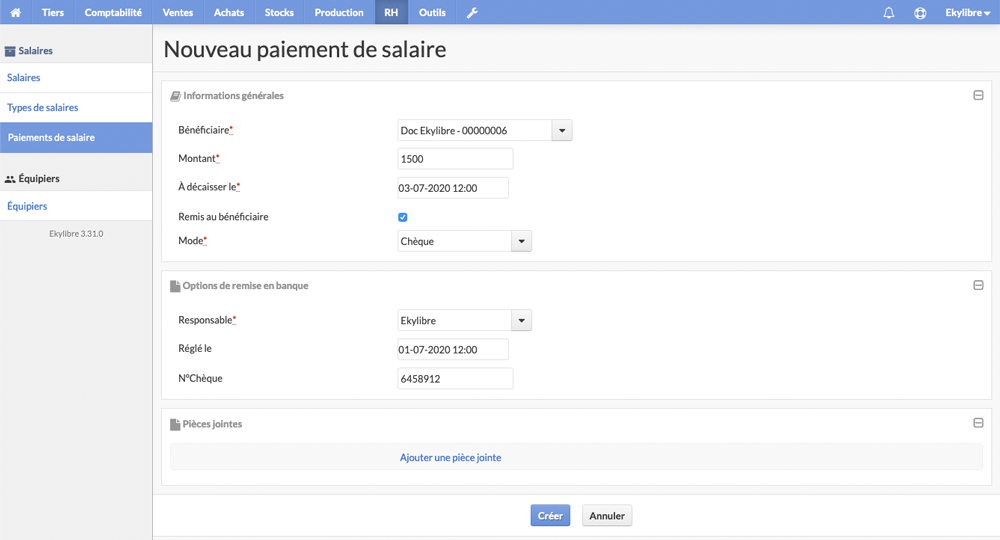 Tiers Comptabilité Ventes Achats Stocks Production RH Outils Ekylibre
Salaires
Salaires
Types de salaires
Paiements de salaire
Équipiers
Équipiers
Ekylibre 3.31.0
Nouveau paiement de salaire
Informations générales
Bénéficiaire* Doc Ekylibre - 00000006
Montant* 1500
À décaisser le* 03-07-2020 12:00
Remis au bénéficiaire
Mode* Chèque
Options de remise en banque
Responsable* Ekylibre
Réglé le 01-07-2020 12:00
N°Chèque 6458912
Pièces jointes
Ajouter une pièce jointe
Créer Annuler